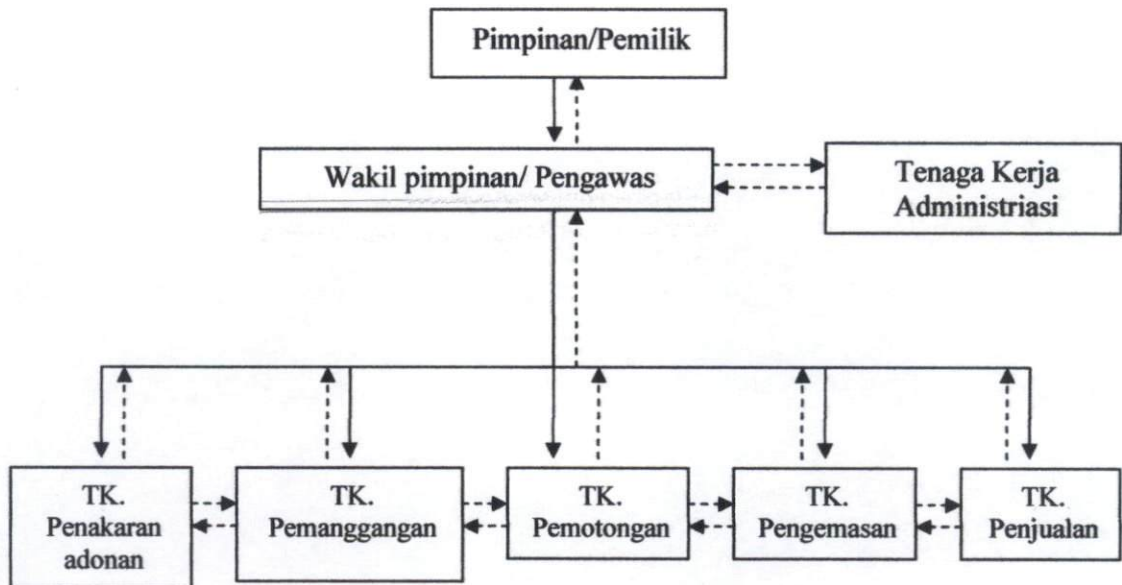 Pimpinan/Pemilik
Wakil pimpinan/ Pengawas
Tenaga Kerja
Administriasi
TK.
Penakaran
adonan
TK.
Pemanggangan
TK.
Pemotongan
TK.
Pengemasan
TK.
Penjualan